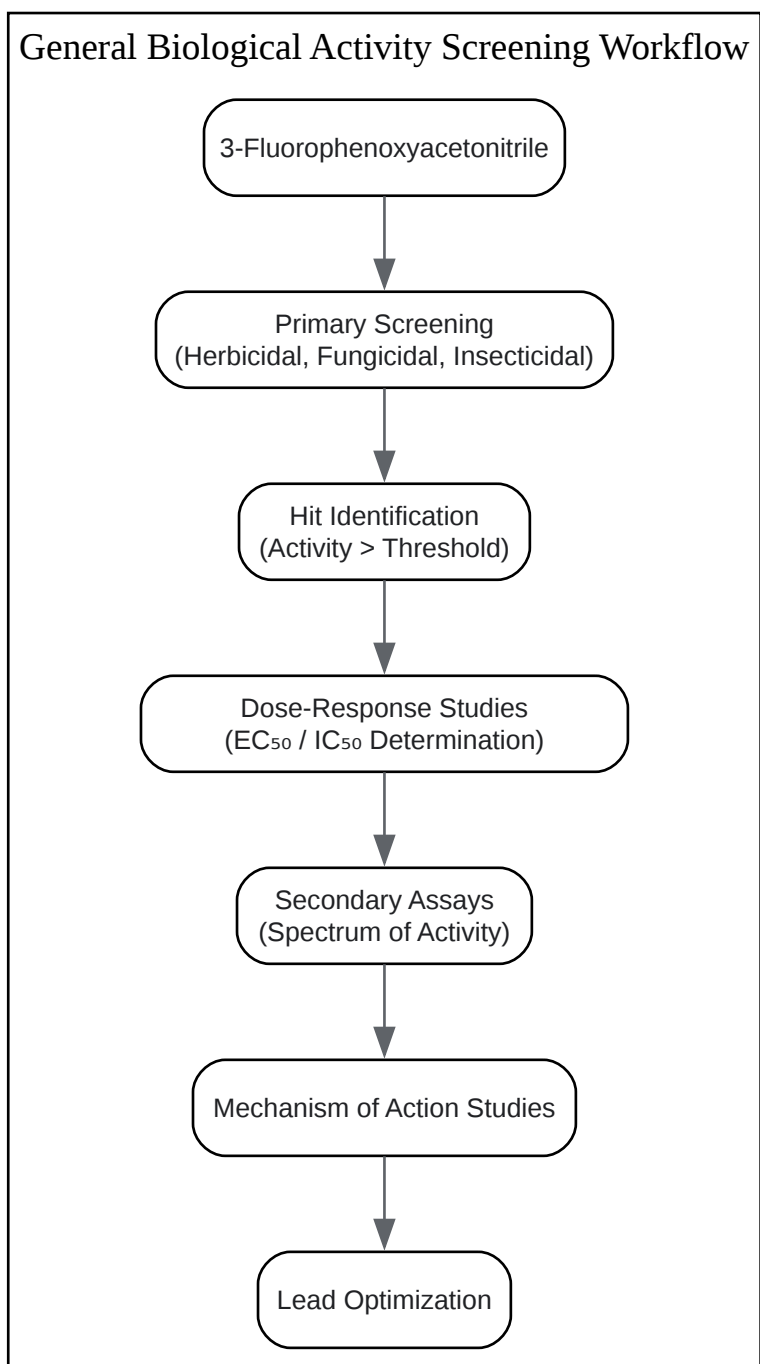 General Biological Activity Screening Workflow
3-Fluorophenoxyacetonitrile
Primary Screening
(Herbicidal, Fungicidal, Insecticidal)
Hit Identification
(Activity > Threshold)
Dose-Response Studies
(EC₅₀ / IC₅₀ Determination)
Secondary Assays
(Spectrum of Activity)
Mechanism of Action Studies
Lead Optimization